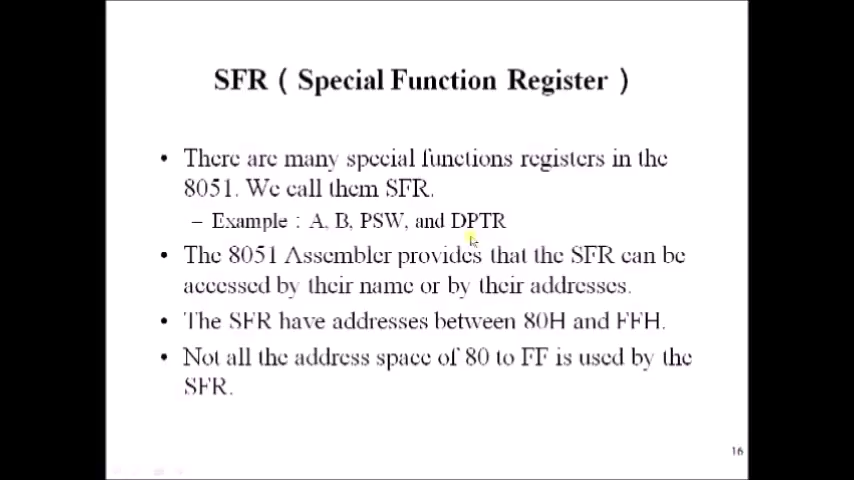 SFR ( Special Function Register )
• There are many special functions registers in the
8051. We call them SFR.
– Example : A, B, PSW, and DPTR
• The 8051 Assembler provides that the SFR can be
accessed by their name or by their addresses.
• The SFR have addresses between 80H and FFH.
• Not all the address space of 80 to FF is used by the
SFR.
16